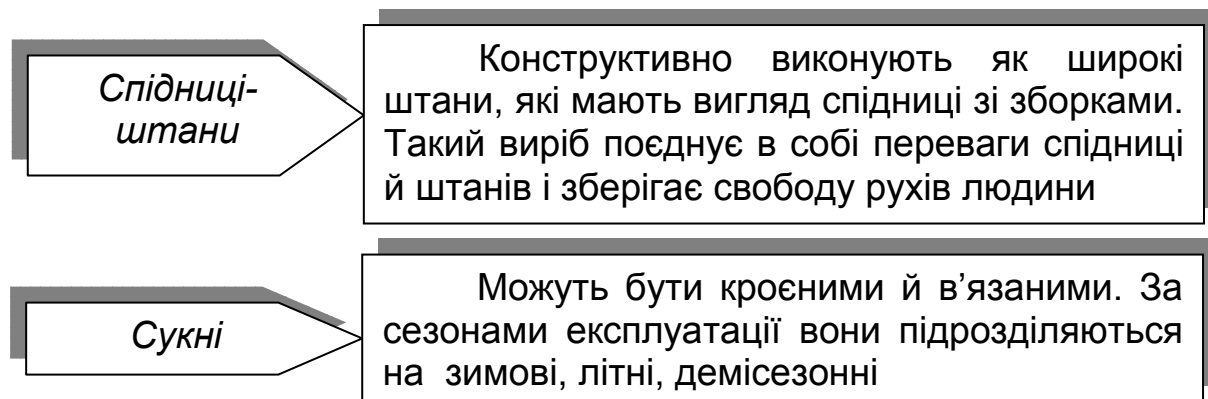 Спідниці-
штани
Конструктивно виконують як широкі
штани, які мають вигляд спідниці зі зборками.
Такий виріб поєднує в собі переваги спідниці
й штанів і зберігає свободу рухів людини
Сукні
Можуть бути кроєними й в’язаними. За
сезонами експлуатації вони підрозділяються
на зимові, літні, демісезонні